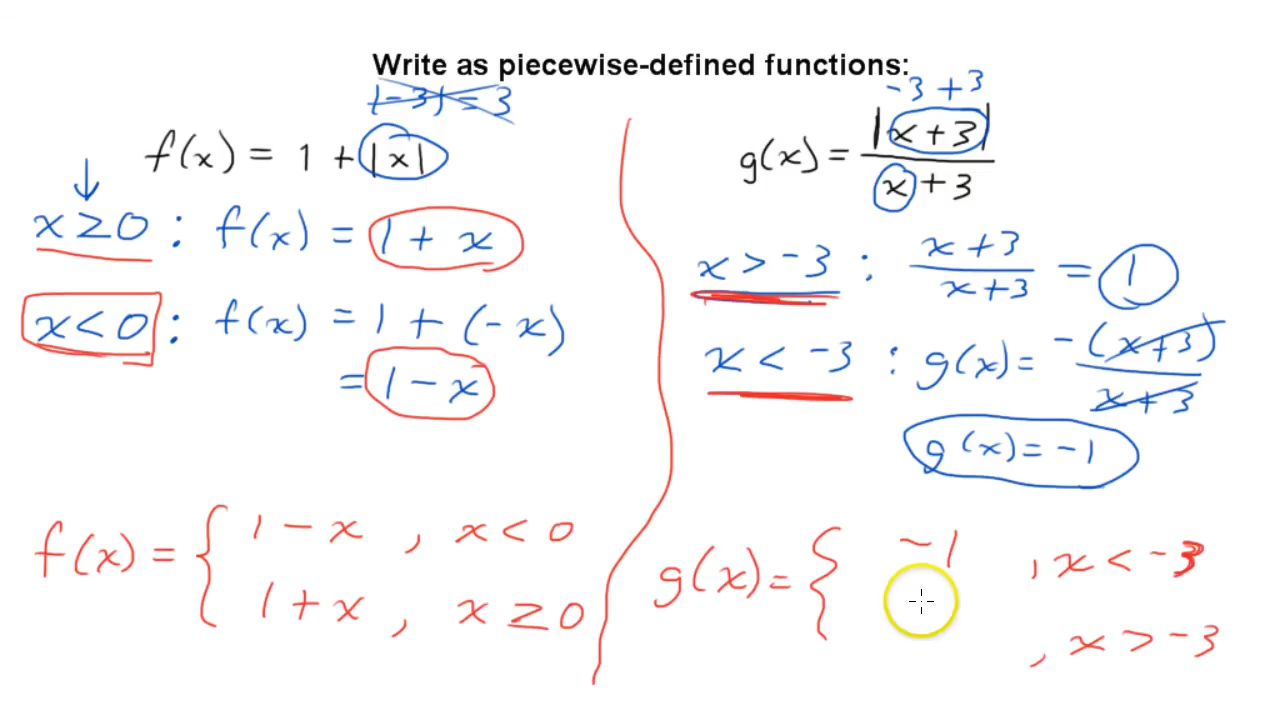 Write as piecewise-defined functions:
|-3| = 3
f(x) = 1 + |x|
x ≥ 0 : f(x) = 1 + x
x < 0 : f(x) = 1 + (-x)
= 1 - x
f(x) = { 1 - x , x < 0
1 + x , x ≥ 0
-3 + 3
g(x) = |x + 3|
x + 3
x > -3 : x + 3 = 1
x + 3
x < -3 : g(x) = -(x+3)
x+3
g(x) = -1
g(x) = { -1 , x < -3
, x > -3